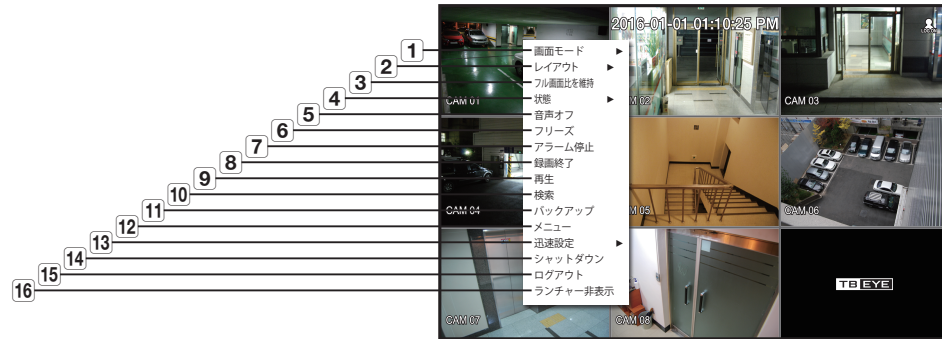 2016-01-01 01:10:25 PM
LOG ON
1 画面モード ▶
2 レイアウト ▶
3 フル画面比を維持
4 状態 ▶
5 音声オフ
6 フリーズ
7 アラーム停止
8 録画終了
9 再生
10 検索
11 バックアップ
12 メニュー
13 迅速設定 ▶
14 シャットダウン
15 ログアウト
16 ランチャー非表示
CAM 01
M 02
CAM 03
CAM 04
M 05
CAM 06
CAM 07
CAM 08
TB EYE